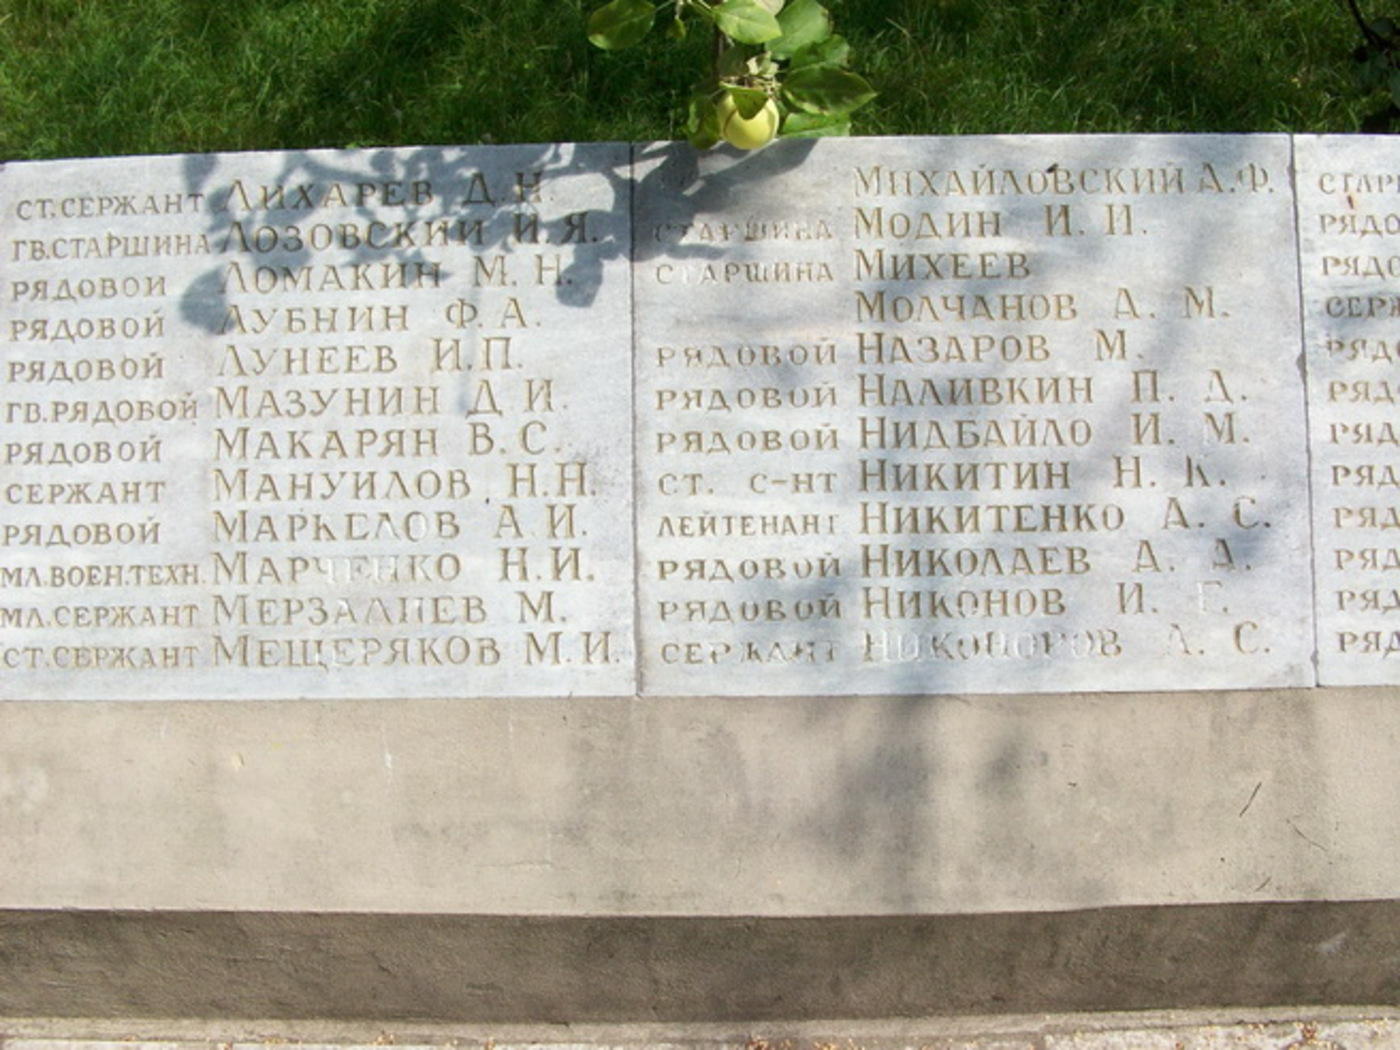 СТ.СЕРЖАНТ ЛИХАРЕВ Д.Н.
ГВ.СТАРШИНА ЛОЗОВСКИЙ И.Я.
РЯДОВОЙ ЛОМАКИН М.Н.
РЯДОВОЙ ЛУБНИН Ф.А.
РЯДОВОЙ ЛУНЕЕВ И.П.
ГВ.РЯДОВОЙ МАЗУНИН Д.И.
РЯДОВОЙ МАКАРЯН В.С.
СЕРЖАНТ МАНУИЛОВ Н.Н.
РЯДОВОЙ МАРКЕЛОВ А.И.
МЛ.ВОЕН.ТЕХН. МАРЧЕНКО Н.И.
МЛ.СЕРЖАНТ МЕРЗАЛИЕВ М.
СТ.СЕРЖАНТ МЕЩЕРЯКОВ М.И.
МИХАЙЛОВСКИЙ А.Ф.
СТАРШИНА МОДИН И.И.
СТАРШИНА МИХЕЕВ
МОЛЧАНОВ А.М.
РЯДОВОЙ НАЗАРОВ М.
РЯДОВОЙ НАЛИВКИН П.Д.
РЯДОВОЙ НИДБАЙЛО И.М.
СТ. С-НТ НИКИТИН Н.К.
ЛЕЙТЕНАНТ НИКИТЕНКО А.С.
РЯДОВОЙ НИКОЛАЕВ А.А.
РЯДОВОЙ НИКОНОВ И.Г.
СЕРЖАНТ НИКОНОРОВ А.С.